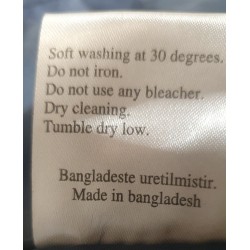 Soft washing at 30 degrees.
Do not iron.
Do not use any bleacher.
Dry cleaning.
Tumble dry low.
Bangladeste uretilmistir.
Made in bangladesh